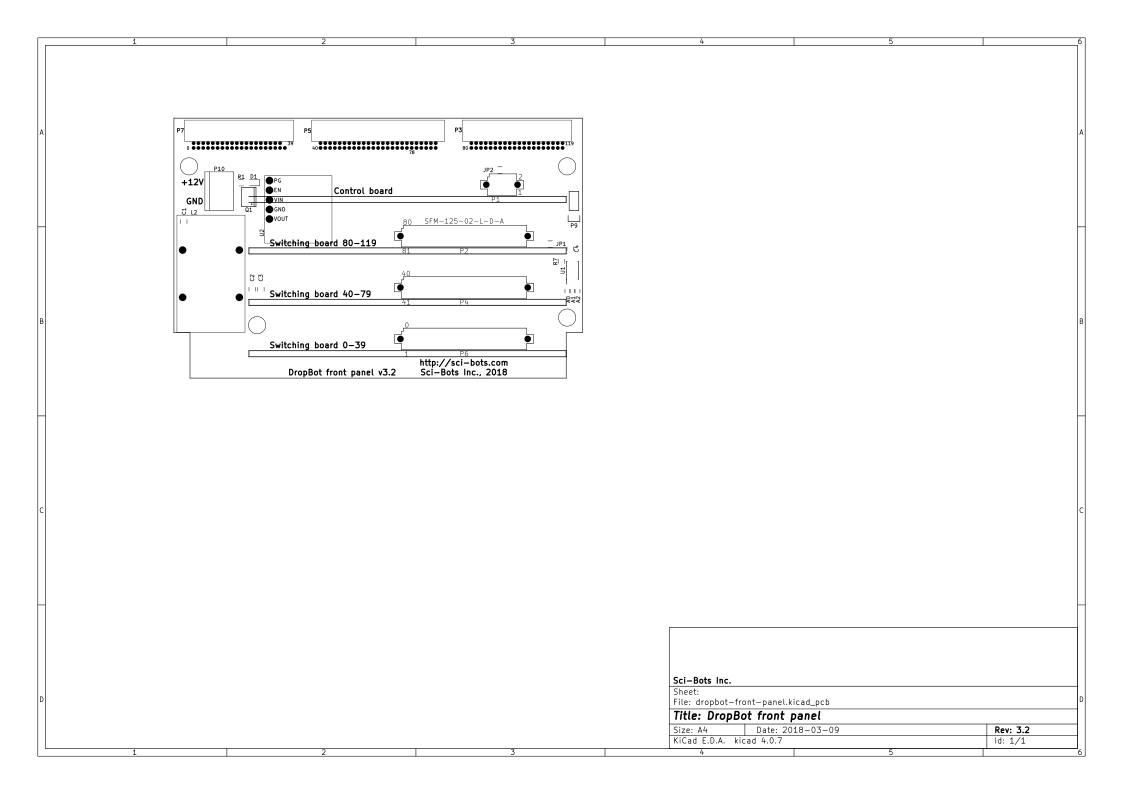 1 2 3 4 5 6
A A
P7 P5 P3
0 39 40 78 80 119
P10 JP2
+12V R1 D1 PG 2
EN Control board 1
GND VIN P1
Q1 GND
C1 L2 VOUT P9
U2 80 SFM-125-02-L-D-A
Switching board 80-119 JP1 C4
81 P2
R7 U1
C2 C3 40
Switching board 40-79
41 P4 A0 A1 A2
B B
0
Switching board 0-39
1 P6
http://sci-bots.com
DropBot front panel v3.2 Sci-Bots Inc., 2018
C C
Sci-Bots Inc.
Sheet:
D D
File: dropbot-front-panel.kicad_pcb
Title: DropBot front panel
Size: A4 Date: 2018-03-09 Rev: 3.2
KiCad E.D.A. kicad 4.0.7 Id: 1/1
1 2 3 4 5 6